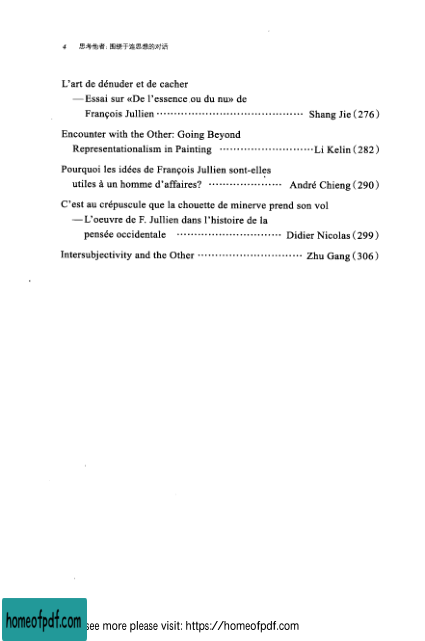 4 思考他者:围绕于连思想的对话
L'art de dénuder et de cacher
—Essai sur «De l'essence ou du nu» de
François Jullien ·········································· Shang Jie(276)
Encounter with the Other: Going Beyond
Representationalism in Painting ··························Li Kelin(282)
Pourquoi les idées de François Jullien sont-elles
utiles à un homme d'affaires? ····················· André Chieng(290)
C'est au crépuscule que la chouette de minerve prend son vol
—L'oeuvre de F. Jullien dans l'histoire de la
pensée occidentale ····························· Didier Nicolas(299)
Intersubjectivity and the Other ······························ Zhu Gang(306)
homeofpdf.com
see more please visit: https://homeofpdf.com